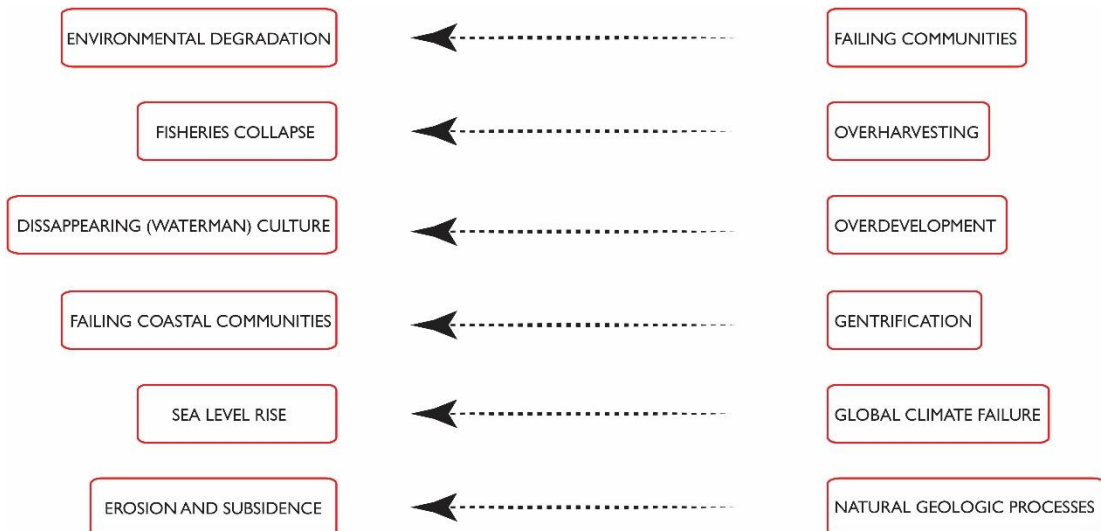 ENVIRONMENTAL DEGRADATION FAILING COMMUNITIES
FISHERIES COLLAPSE OVERHARVESTING
DISSAPPEARING (WATERMAN) CULTURE OVERDEVELOPMENT
FAILING COASTAL COMMUNITIES GENTRIFICATION
SEA LEVEL RISE GLOBAL CLIMATE FAILURE
EROSION AND SUBSIDENCE NATURAL GEOLOGIC PROCESSES